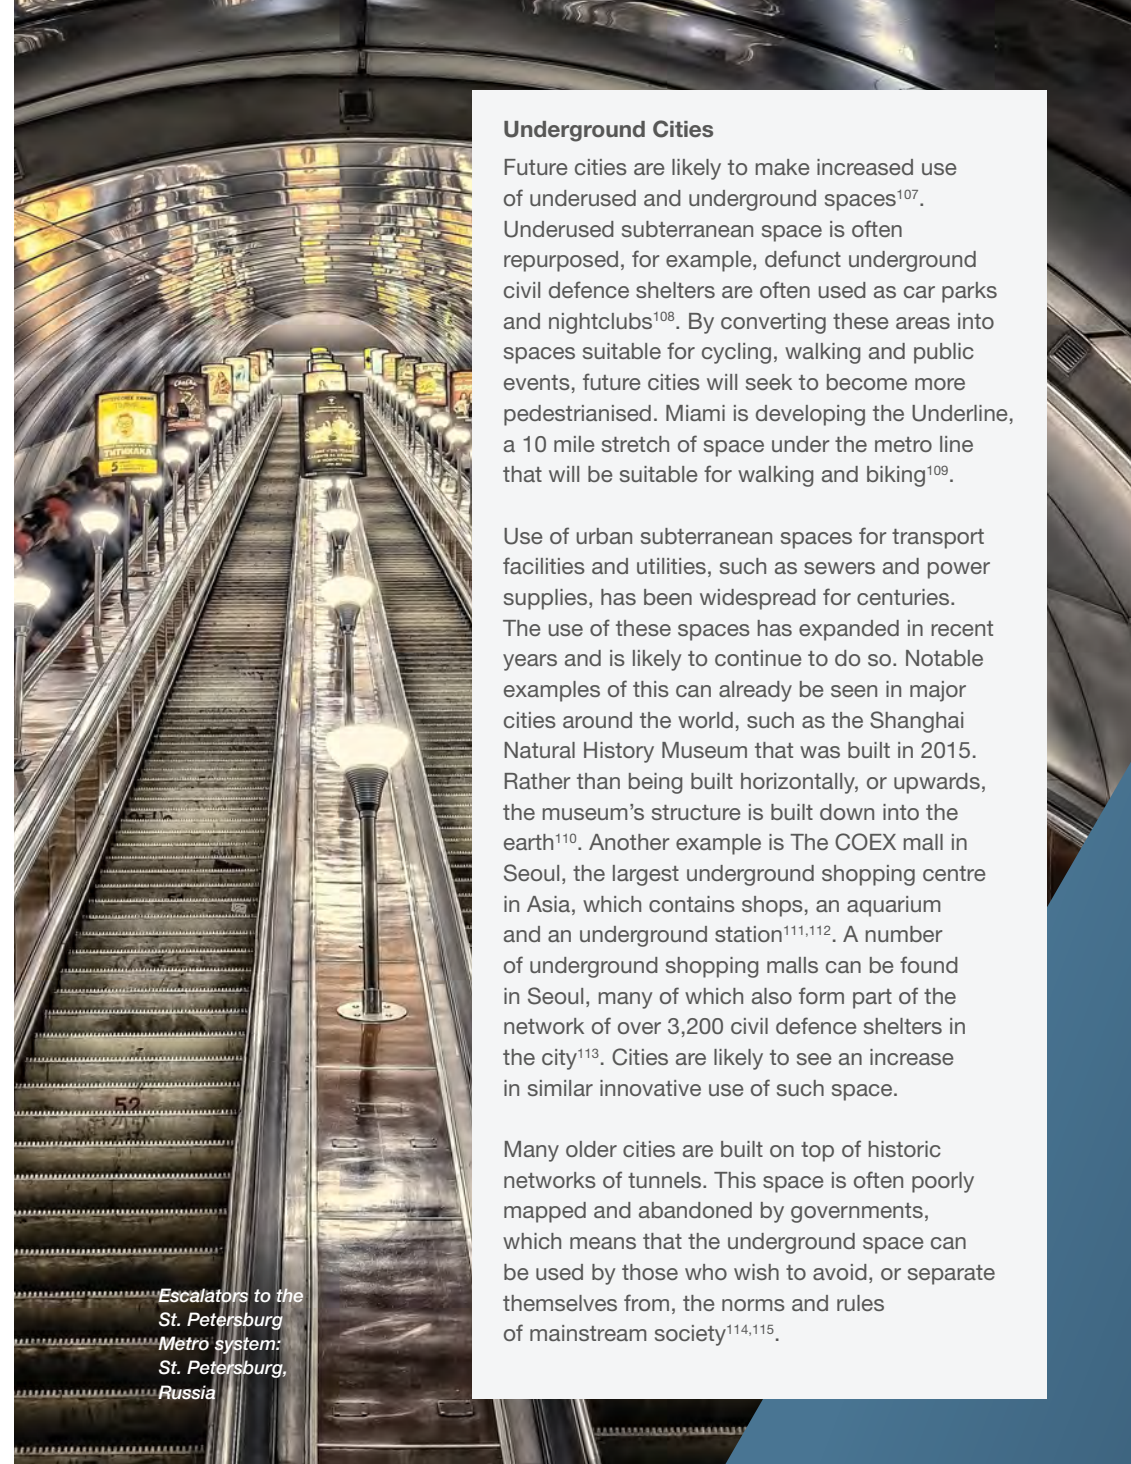 Underground Cities
Future cities are likely to make increased use
of underused and underground spaces107.
Underused subterranean space is often
repurposed, for example, defunct underground
civil defence shelters are often used as car parks
and nightclubs108. By converting these areas into
spaces suitable for cycling, walking and public
events, future cities will seek to become more
pedestrianised. Miami is developing the Underline,
a 10 mile stretch of space under the metro line
that will be suitable for walking and biking109.
Use of urban subterranean spaces for transport
facilities and utilities, such as sewers and power
supplies, has been widespread for centuries.
The use of these spaces has expanded in recent
years and is likely to continue to do so. Notable
examples of this can already be seen in major
cities around the world, such as the Shanghai
Natural History Museum that was built in 2015.
Rather than being built horizontally, or upwards,
the museum’s structure is built down into the
earth110. Another example is The COEX mall in
Seoul, the largest underground shopping centre
in Asia, which contains shops, an aquarium
and an underground station111,112. A number
of underground shopping malls can be found
in Seoul, many of which also form part of the
network of over 3,200 civil defence shelters in
the city113. Cities are likely to see an increase
in similar innovative use of such space.
Many older cities are built on top of historic
networks of tunnels. This space is often poorly
mapped and abandoned by governments,
which means that the underground space can
be used by those who wish to avoid, or separate
themselves from, the norms and rules
of mainstream society114,115.
ТИТИКАКА
5
52
Escalators to the
St. Petersburg
Metro system:
St. Petersburg,
Russia